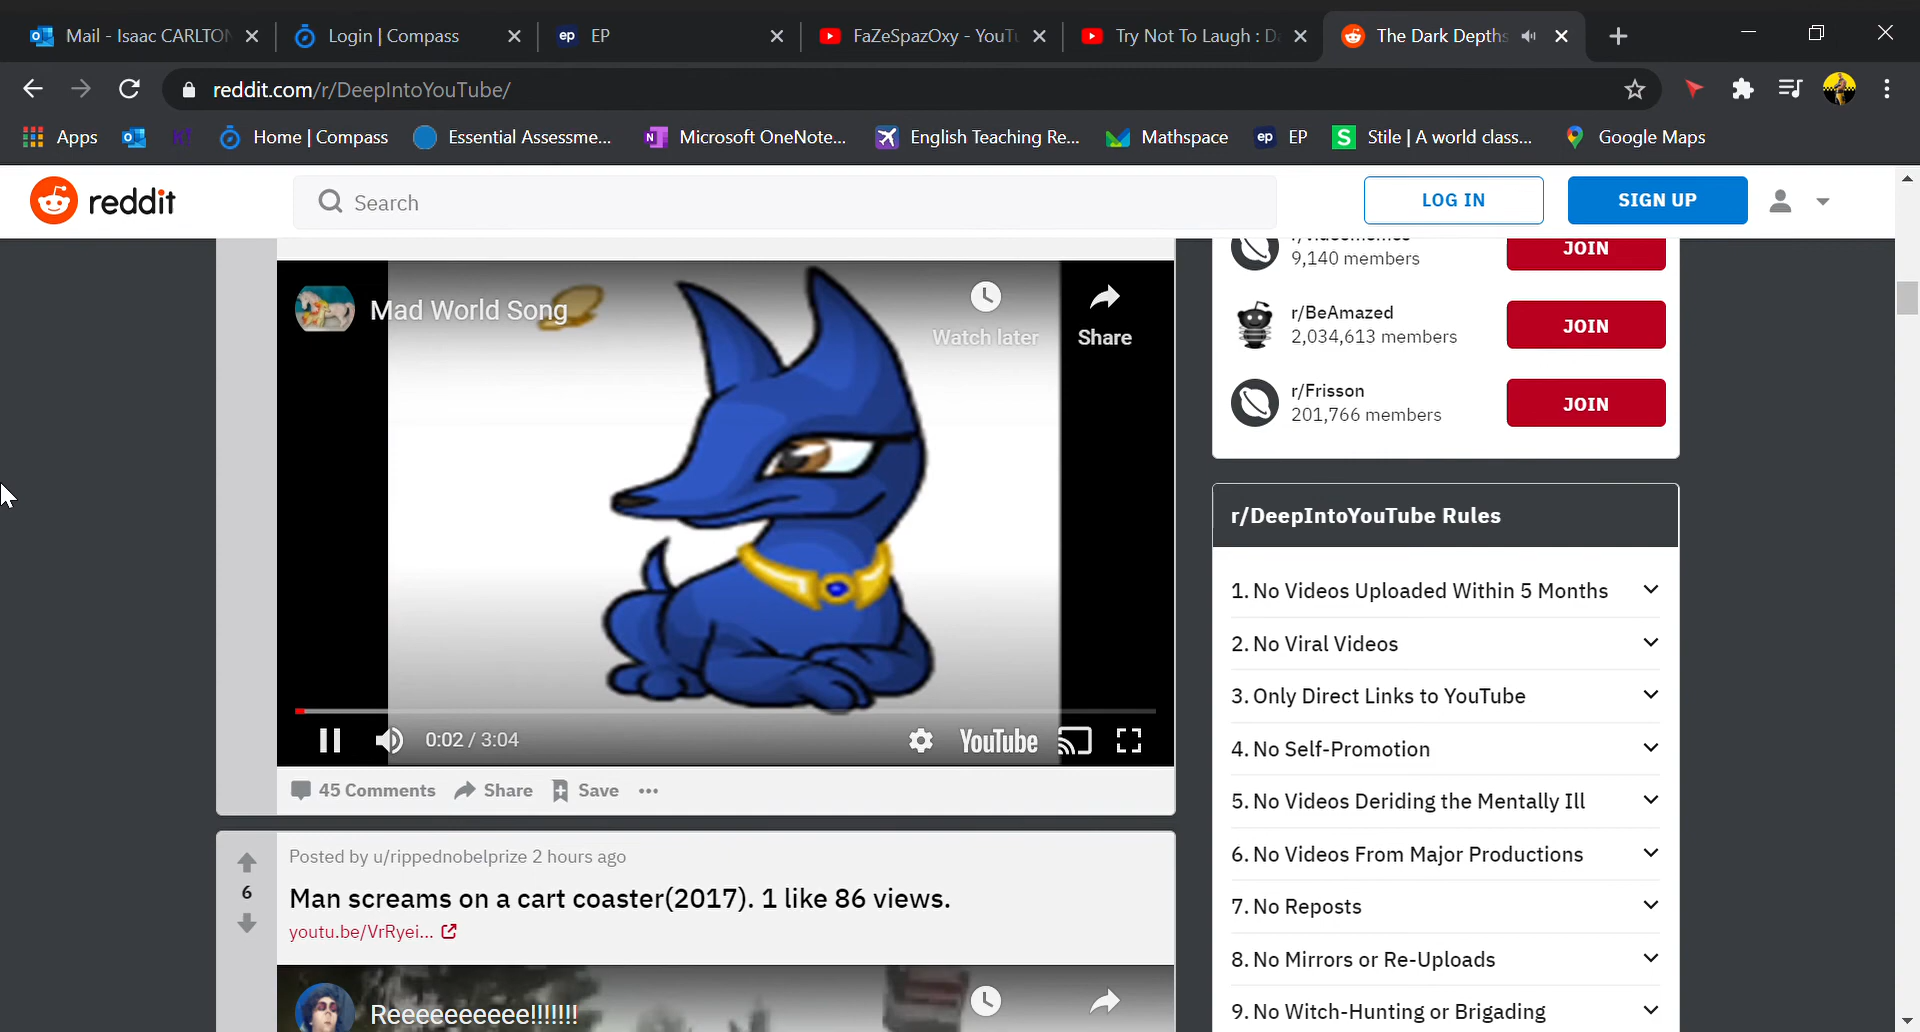 Mail - Isaac CARLTON
Login | Compass
ep EP
FaZeSpazOxy - YouTu
Try Not To Laugh : D
The Dark Depths
reddit.com/r/DeepIntoYouTube/
Apps
K!
Home | Compass
Essential Assessme...
Microsoft OneNote...
English Teaching Re...
Mathspace
ep EP
S Stile | A world class...
Google Maps
reddit
Search
LOG IN
SIGN UP
Mad World Song
Watch later
Share
0:02 / 3:04
YouTube
45 Comments
Share
Save
Posted by u/rippednobelprize 2 hours ago
6
Man screams on a cart coaster(2017). 1 like 86 views.
youtu.be/VrRyei...
Reeeeeeeeeee!!!!!!!
9,140 members
JOIN
r/BeAmazed
2,034,613 members
JOIN
r/Frisson
201,766 members
JOIN
r/DeepIntoYouTube Rules
1. No Videos Uploaded Within 5 Months
2. No Viral Videos
3. Only Direct Links to YouTube
4. No Self-Promotion
5. No Videos Deriding the Mentally Ill
6. No Videos From Major Productions
7. No Reposts
8. No Mirrors or Re-Uploads
9. No Witch-Hunting or Brigading